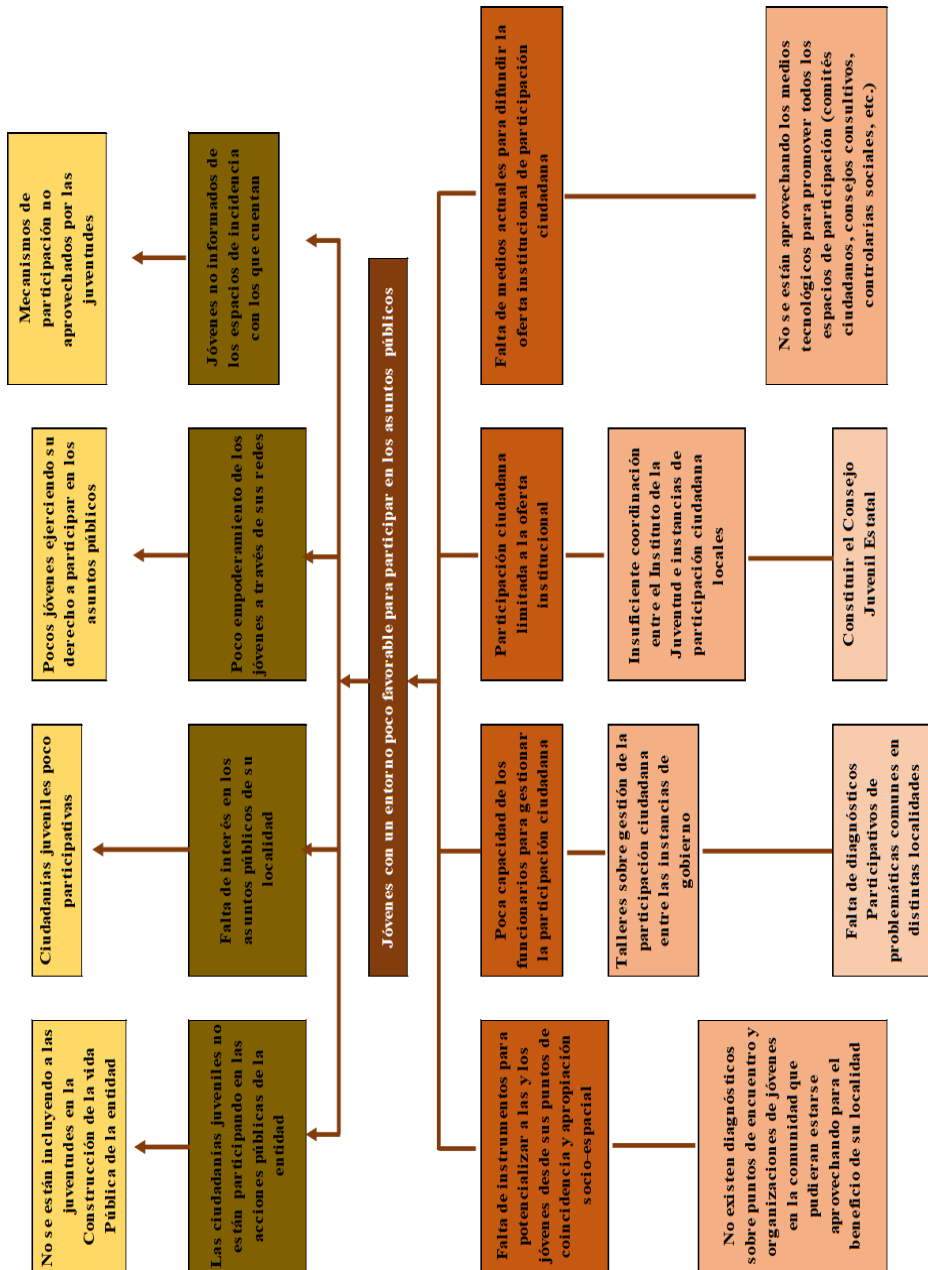 No se están incluyendo a las
juventudes en la
Construcción de la vida
Pública de la entidad
Ciudadanías juveniles poco
participativas
Pocos jóvenes ejerciendo su
derecho a participar en los
asuntos públicos
Mecanismos de
participación no
aprovechados por las
juventudes
Las ciudadanías juveniles no
están participando en las
acciones públicas de la
entidad
Falta de interés en los
asuntos públicos de su
localidad
Poco empoderamiento de los
jóvenes a través de sus redes
Jóvenes no informados de
los espacios de incidencia
con los que cuentan
Jóvenes con un entorno poco favorable para participar en los asuntos públicos
Falta de instrumentos para
potencializar a las y los
jóvenes desde sus puntos de
coincidencia y apropiación
socio-espacial
Poca capacidad de los
funcionarios para gestionar
la participación ciudadana
Participación ciudadana
limitada a la oferta
institucional
Falta de medios actuales para difundir la
oferta institucional de participación
ciudadana
No existen diagnósticos
sobre puntos de encuentro y
organizaciones de jóvenes
en la comunidad que
pudieran estarse
aprovechando para el
beneficio de su localidad
Talleres sobre gestión de la
participación ciudadana
entre las instancias de
gobierno
Insuficiente coordinación
entre el Instituto de la
Juventud e instancias de
participación ciudadana
locales
No se están aprovechando los medios
tecnológicos para promover todos los
espacios de participación (comités
ciudadanos, consejos consultivos,
controlarías sociales, etc.)
Falta de diagnósticos
Participativos de
problemáticas comunes en
distintas localidades
Constituir el Consejo
Juvenil Estatal